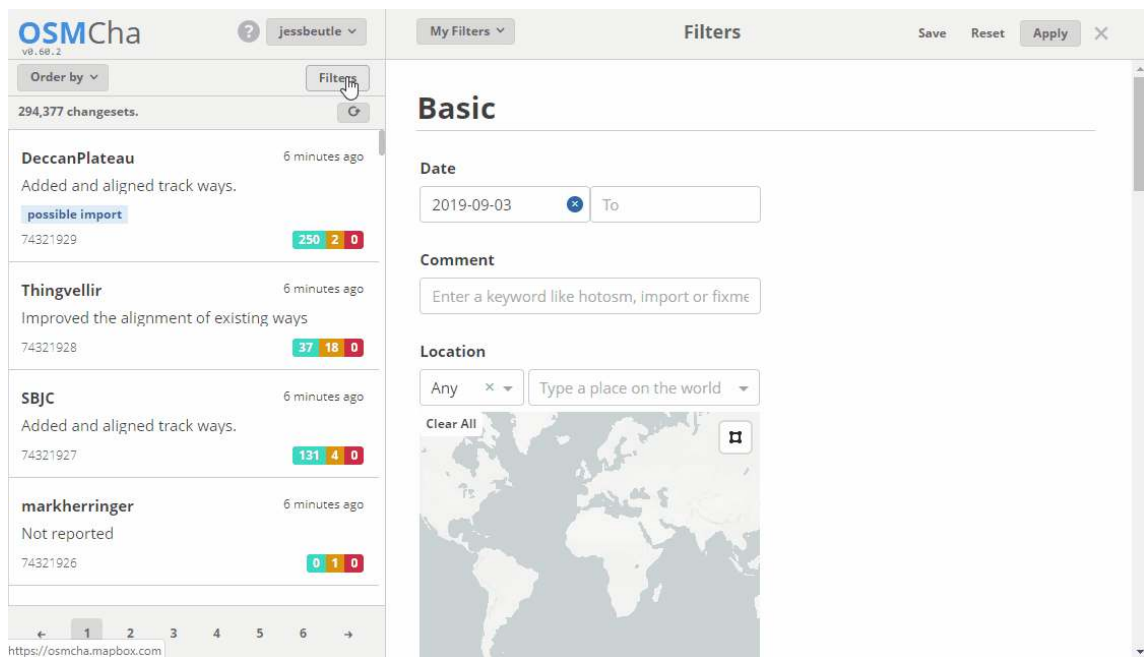 OSMCha
v0.60.2
?
jessbeutle
Order by
Filters
294,377 changesets.
DeccanPlateau
6 minutes ago
Added and aligned track ways.
possible import
74321929
250 2 0
Thingvellir
6 minutes ago
Improved the alignment of existing ways
74321928
37 18 0
SBJC
6 minutes ago
Added and aligned track ways.
74321927
131 4 0
markherringer
6 minutes ago
Not reported
74321926
0 1 0
← 1 2 3 4 5 6 →
https://osmcha.mapbox.com
My Filters
Filters
Save Reset Apply ×
Basic
Date
2019-09-03
To
Comment
Enter a keyword like hotosm, import or fixme
Location
Any ×
Type a place on the world
Clear All